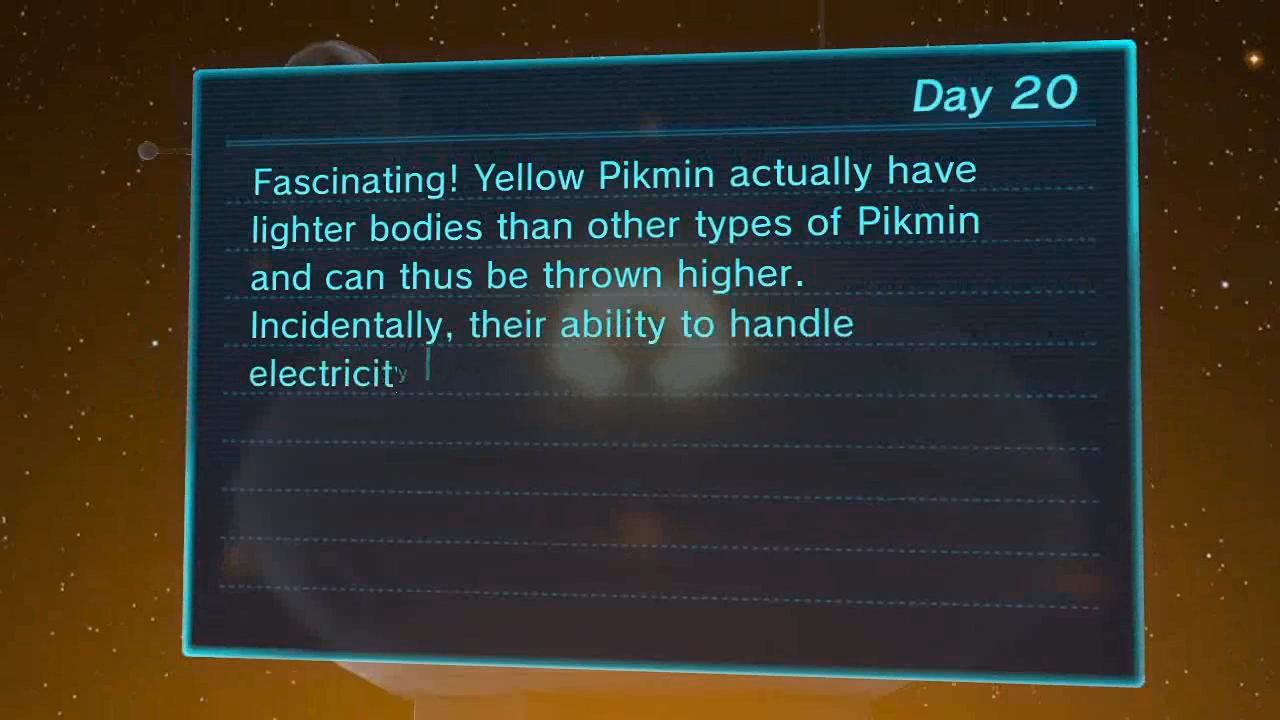 Day 20
Fascinating! Yellow Pikmin actually have
lighter bodies than other types of Pikmin
and can thus be thrown higher.
Incidentally, their ability to handle
electricity